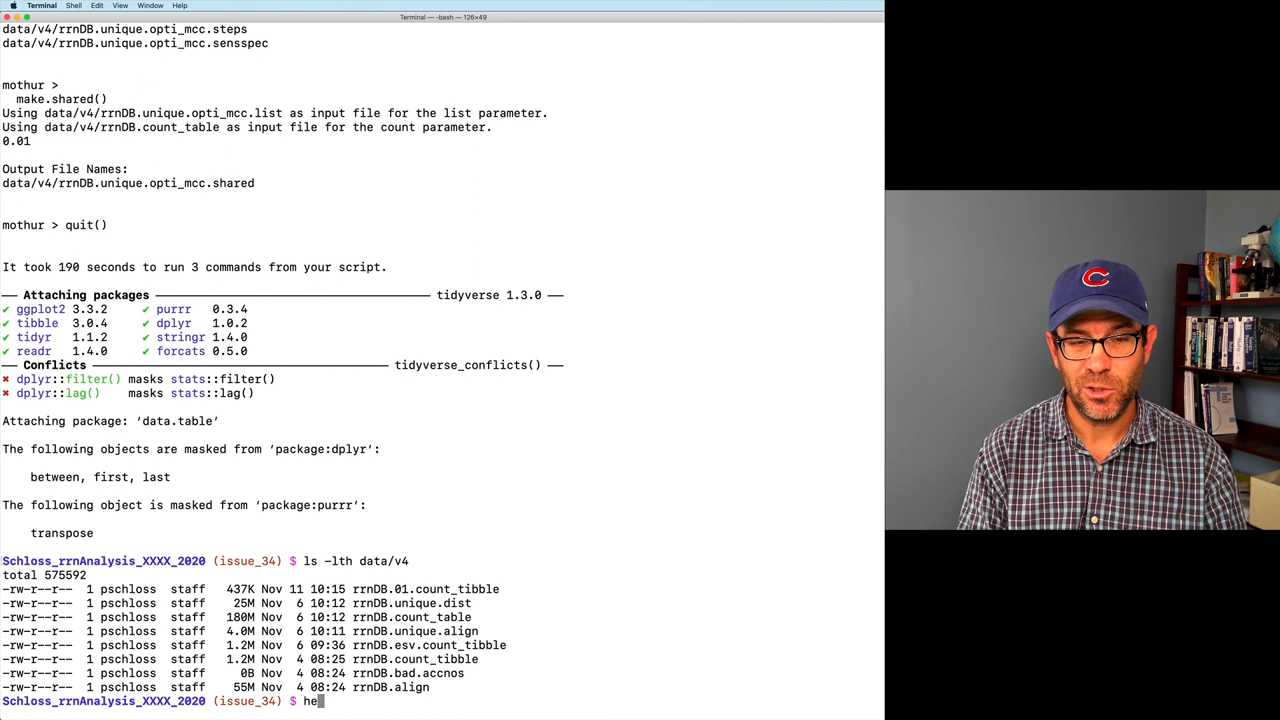 Terminal Shell Edit View Window Help
Terminal — -bash — 126×49
data/v4/rrnDB.unique.opti_mcc.steps
data/v4/rrnDB.unique.opti_mcc.sensspec
mothur >
make.shared()
Using data/v4/rrnDB.unique.opti_mcc.list as input file for the list parameter.
Using data/v4/rrnDB.count_table as input file for the count parameter.
0.01
Output File Names:
data/v4/rrnDB.unique.opti_mcc.shared
mothur > quit()
It took 190 seconds to run 3 commands from your script.
── Attaching packages ──────────────── tidyverse 1.3.0 ──
✔ ggplot2 3.3.2 ✔ purrr 0.3.4
✔ tibble 3.0.4 ✔ dplyr 1.0.2
✔ tidyr 1.1.2 ✔ stringr 1.4.0
✔ readr 1.4.0 ✔ forcats 0.5.0
── Conflicts ──────────────── tidyverse_conflicts() ──
✖ dplyr::filter() masks stats::filter()
✖ dplyr::lag() masks stats::lag()
Attaching package: ‘data.table’
The following objects are masked from ‘package:dplyr’:
between, first, last
The following object is masked from ‘package:purrr’:
transpose
Schloss_rrnAnalysis_XXXX_2020 (issue_34) $ ls -lth data/v4
total 575592
-rw-r--r-- 1 pschloss staff 437K Nov 11 10:15 rrnDB.01.count_tibble
-rw-r--r-- 1 pschloss staff 25M Nov 6 10:12 rrnDB.unique.dist
-rw-r--r-- 1 pschloss staff 180M Nov 6 10:12 rrnDB.count_table
-rw-r--r-- 1 pschloss staff 4.0M Nov 6 10:11 rrnDB.unique.align
-rw-r--r-- 1 pschloss staff 1.2M Nov 6 09:36 rrnDB.esv.count_tibble
-rw-r--r-- 1 pschloss staff 1.2M Nov 4 08:25 rrnDB.count_tibble
-rw-r--r-- 1 pschloss staff 0B Nov 4 08:24 rrnDB.bad.accnos
-rw-r--r-- 1 pschloss staff 55M Nov 4 08:24 rrnDB.align
Schloss_rrnAnalysis_XXXX_2020 (issue_34) $ he
C